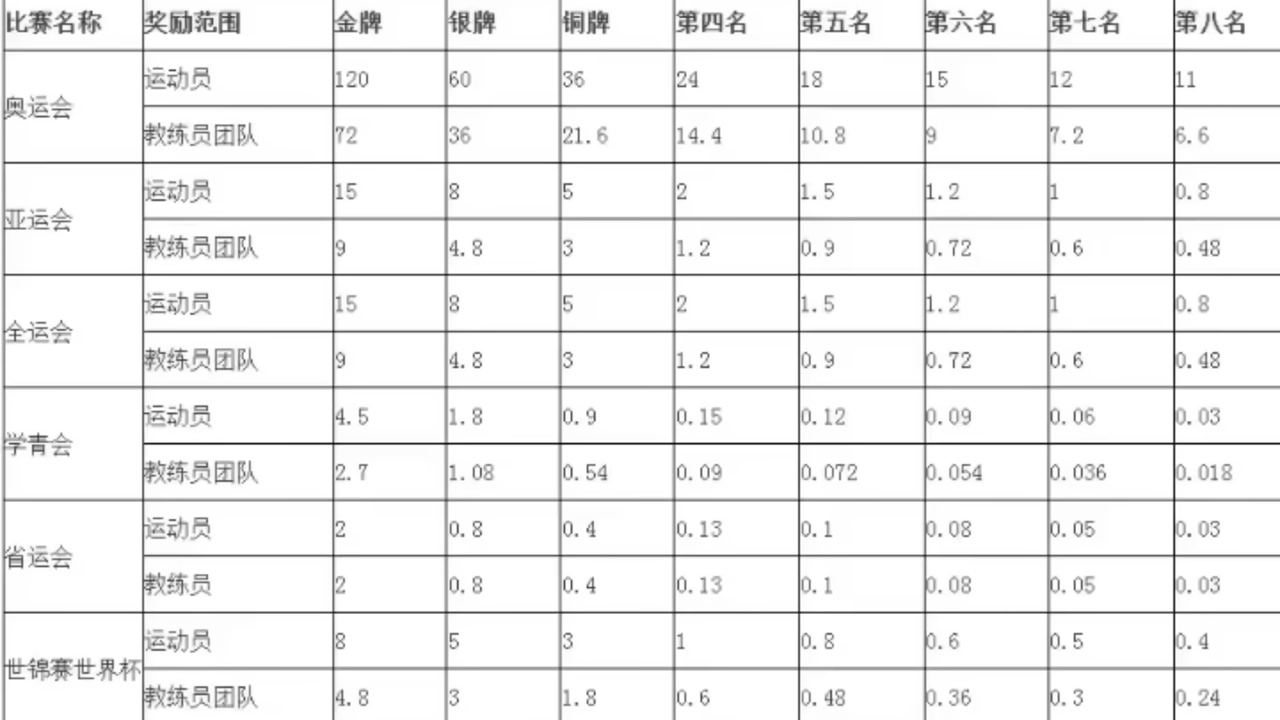 比赛名称 奖励范围 金牌 银牌 铜牌 第四名 第五名 第六名 第七名 第八名
奥运会 运动员 120 60 36 24 18 15 12 11
教练员团队 72 36 21.6 14.4 10.8 9 7.2 6.6
亚运会 运动员 15 8 5 2 1.5 1.2 1 0.8
教练员团队 9 4.8 3 1.2 0.9 0.72 0.6 0.48
全运会 运动员 15 8 5 2 1.5 1.2 1 0.8
教练员团队 9 4.8 3 1.2 0.9 0.72 0.6 0.48
学青会 运动员 4.5 1.8 0.9 0.15 0.12 0.09 0.06 0.03
教练员团队 2.7 1.08 0.54 0.09 0.072 0.054 0.036 0.018
省运会 运动员 2 0.8 0.4 0.13 0.1 0.08 0.05 0.03
教练员 2 0.8 0.4 0.13 0.1 0.08 0.05 0.03
世锦赛世界杯 运动员 8 5 3 1 0.8 0.6 0.5 0.4
教练员团队 4.8 3 1.8 0.6 0.48 0.36 0.3 0.24